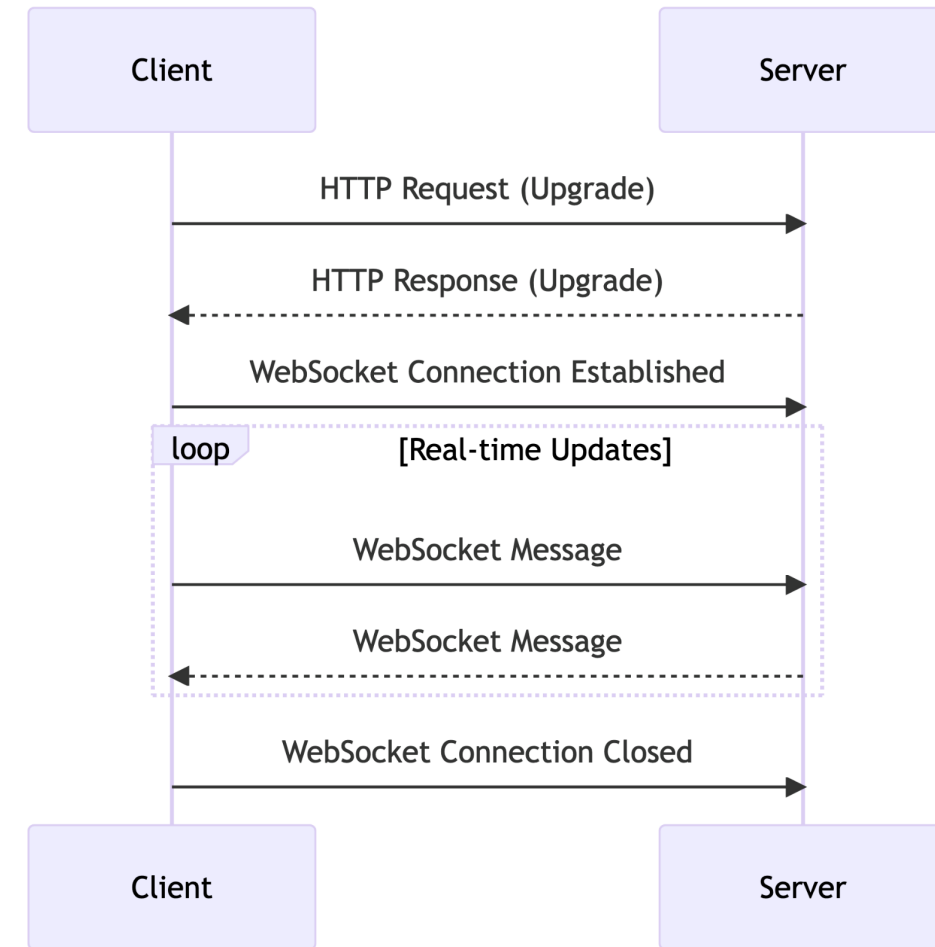 Client
Server
HTTP Request (Upgrade)
HTTP Response (Upgrade)
WebSocket Connection Established
loop
[Real-time Updates]
WebSocket Message
WebSocket Message
WebSocket Connection Closed
Client
Server